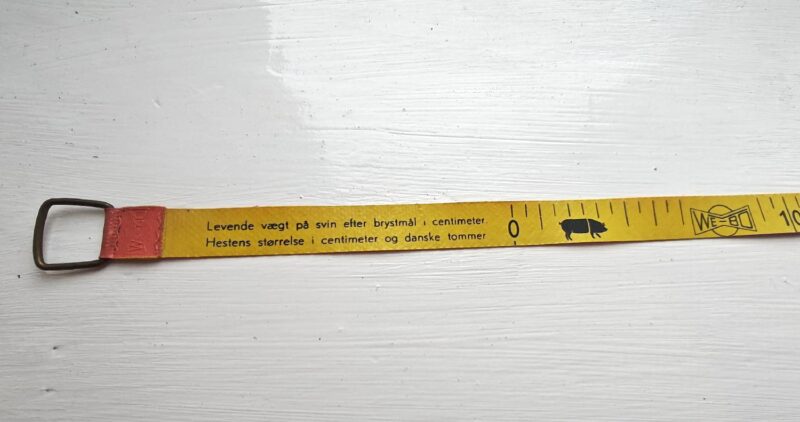 Levende vægt på svin efter brystmål i centimeter.
Hestens størrelse i centimeter og danske tommer
0
WE-BO
10